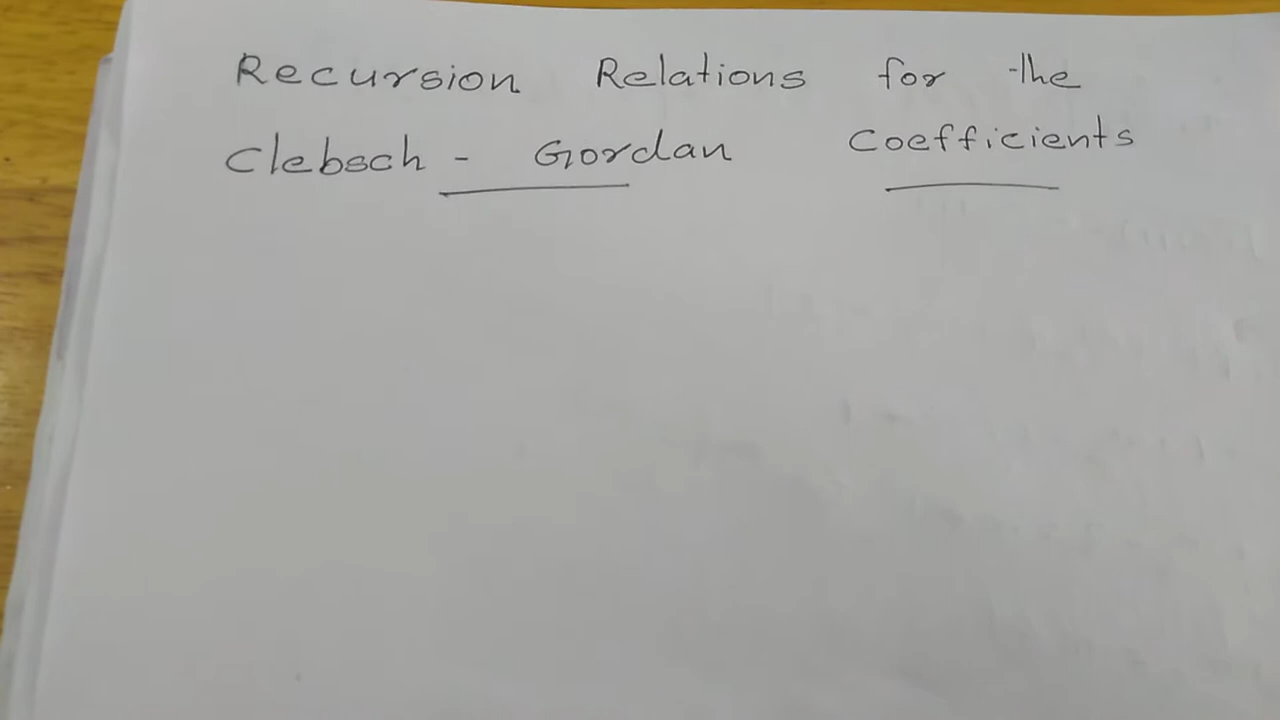 Recursion Relations for the
Clebsch - Gordan Coefficients